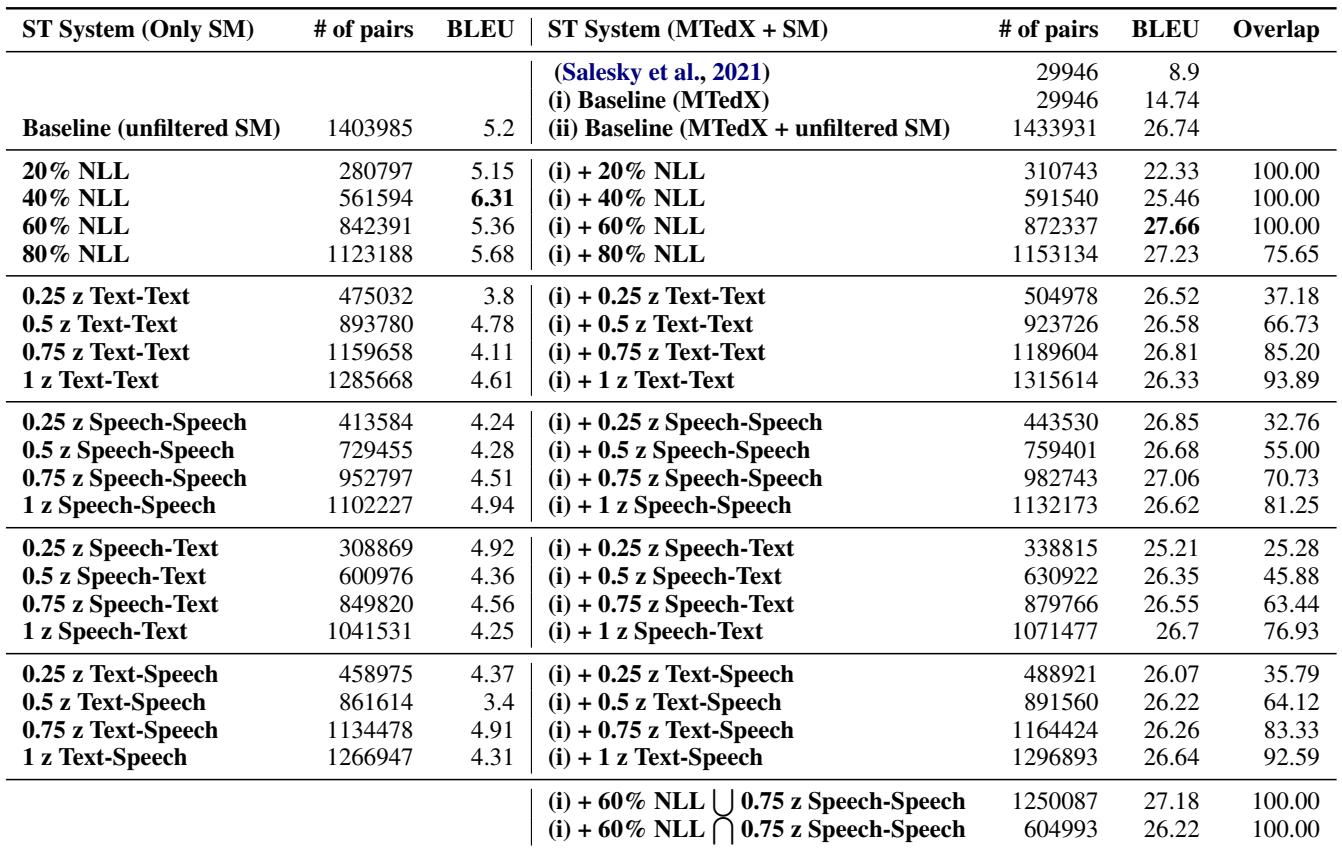 ST System (Only SM) # of pairs BLEU ST System (MTedX + SM) # of pairs BLEU Overlap
(Salesky et al., 2021) 29946 8.9
(i) Baseline (MTedX) 29946 14.74
Baseline (unfiltered SM) 1403985 5.2 (ii) Baseline (MTedX + unfiltered SM) 1433931 26.74
20% NLL 280797 5.15 (i) + 20% NLL 310743 22.33 100.00
40% NLL 561594 6.31 (i) + 40% NLL 591540 25.46 100.00
60% NLL 842391 5.36 (i) + 60% NLL 872337 27.66 100.00
80% NLL 1123188 5.68 (i) + 80% NLL 1153134 27.23 75.65
0.25 z Text-Text 475032 3.8 (i) + 0.25 z Text-Text 504978 26.52 37.18
0.5 z Text-Text 893780 4.78 (i) + 0.5 z Text-Text 923726 26.58 66.73
0.75 z Text-Text 1159658 4.11 (i) + 0.75 z Text-Text 1189604 26.81 85.20
1 z Text-Text 1285668 4.61 (i) + 1 z Text-Text 1315614 26.33 93.89
0.25 z Speech-Speech 413584 4.24 (i) + 0.25 z Speech-Speech 443530 26.85 32.76
0.5 z Speech-Speech 729455 4.28 (i) + 0.5 z Speech-Speech 759401 26.68 55.00
0.75 z Speech-Speech 952797 4.51 (i) + 0.75 z Speech-Speech 982743 27.06 70.73
1 z Speech-Speech 1102227 4.94 (i) + 1 z Speech-Speech 1132173 26.62 81.25
0.25 z Speech-Text 308869 4.92 (i) + 0.25 z Speech-Text 338815 25.21 25.28
0.5 z Speech-Text 600976 4.36 (i) + 0.5 z Speech-Text 630922 26.35 45.88
0.75 z Speech-Text 849820 4.56 (i) + 0.75 z Speech-Text 879766 26.55 63.44
1 z Speech-Text 1041531 4.25 (i) + 1 z Speech-Text 1071477 26.7 76.93
0.25 z Text-Speech 458975 4.37 (i) + 0.25 z Text-Speech 488921 26.07 35.79
0.5 z Text-Speech 861614 3.4 (i) + 0.5 z Text-Speech 891560 26.22 64.12
0.75 z Text-Speech 1134478 4.91 (i) + 0.75 z Text-Speech 1164424 26.26 83.33
1 z Text-Speech 1266947 4.31 (i) + 1 z Text-Speech 1296893 26.64 92.59
(i) + 60% NLL ⋃ 0.75 z Speech-Speech 1250087 27.18 100.00
(i) + 60% NLL ⋂ 0.75 z Speech-Speech 604993 26.22 100.00